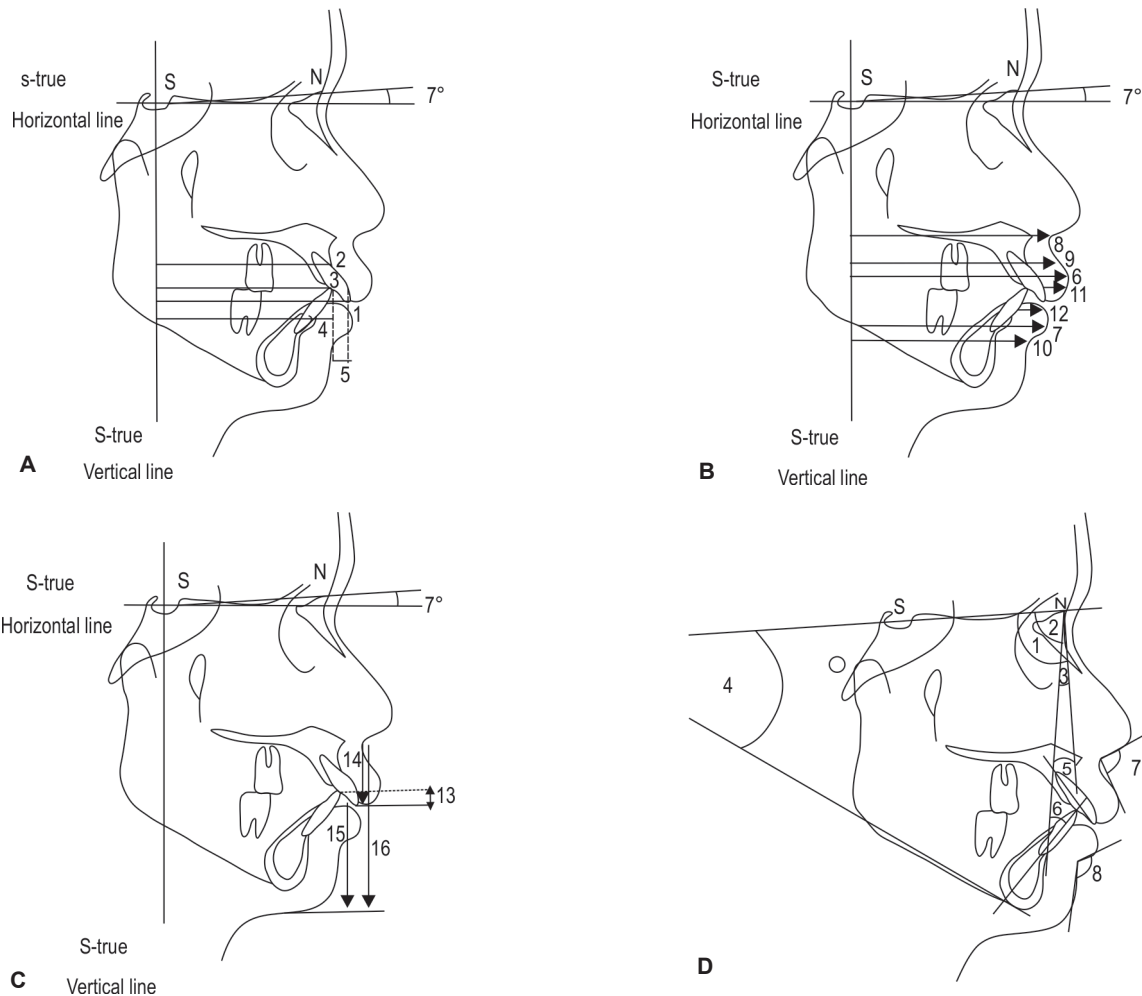 s-true
S
N
7°
Horizontal line
2
3
1
4
5
S-true
Vertical line
A
S-true
S
N
7°
Horizontal line
8
9
6
11
12
7
10
S-true
Vertical line
B
S-true
S
N
7°
Horizontal line
14
13
15
16
S-true
Vertical line
C
S
N
2
1
3
4
5
7
6
8
D